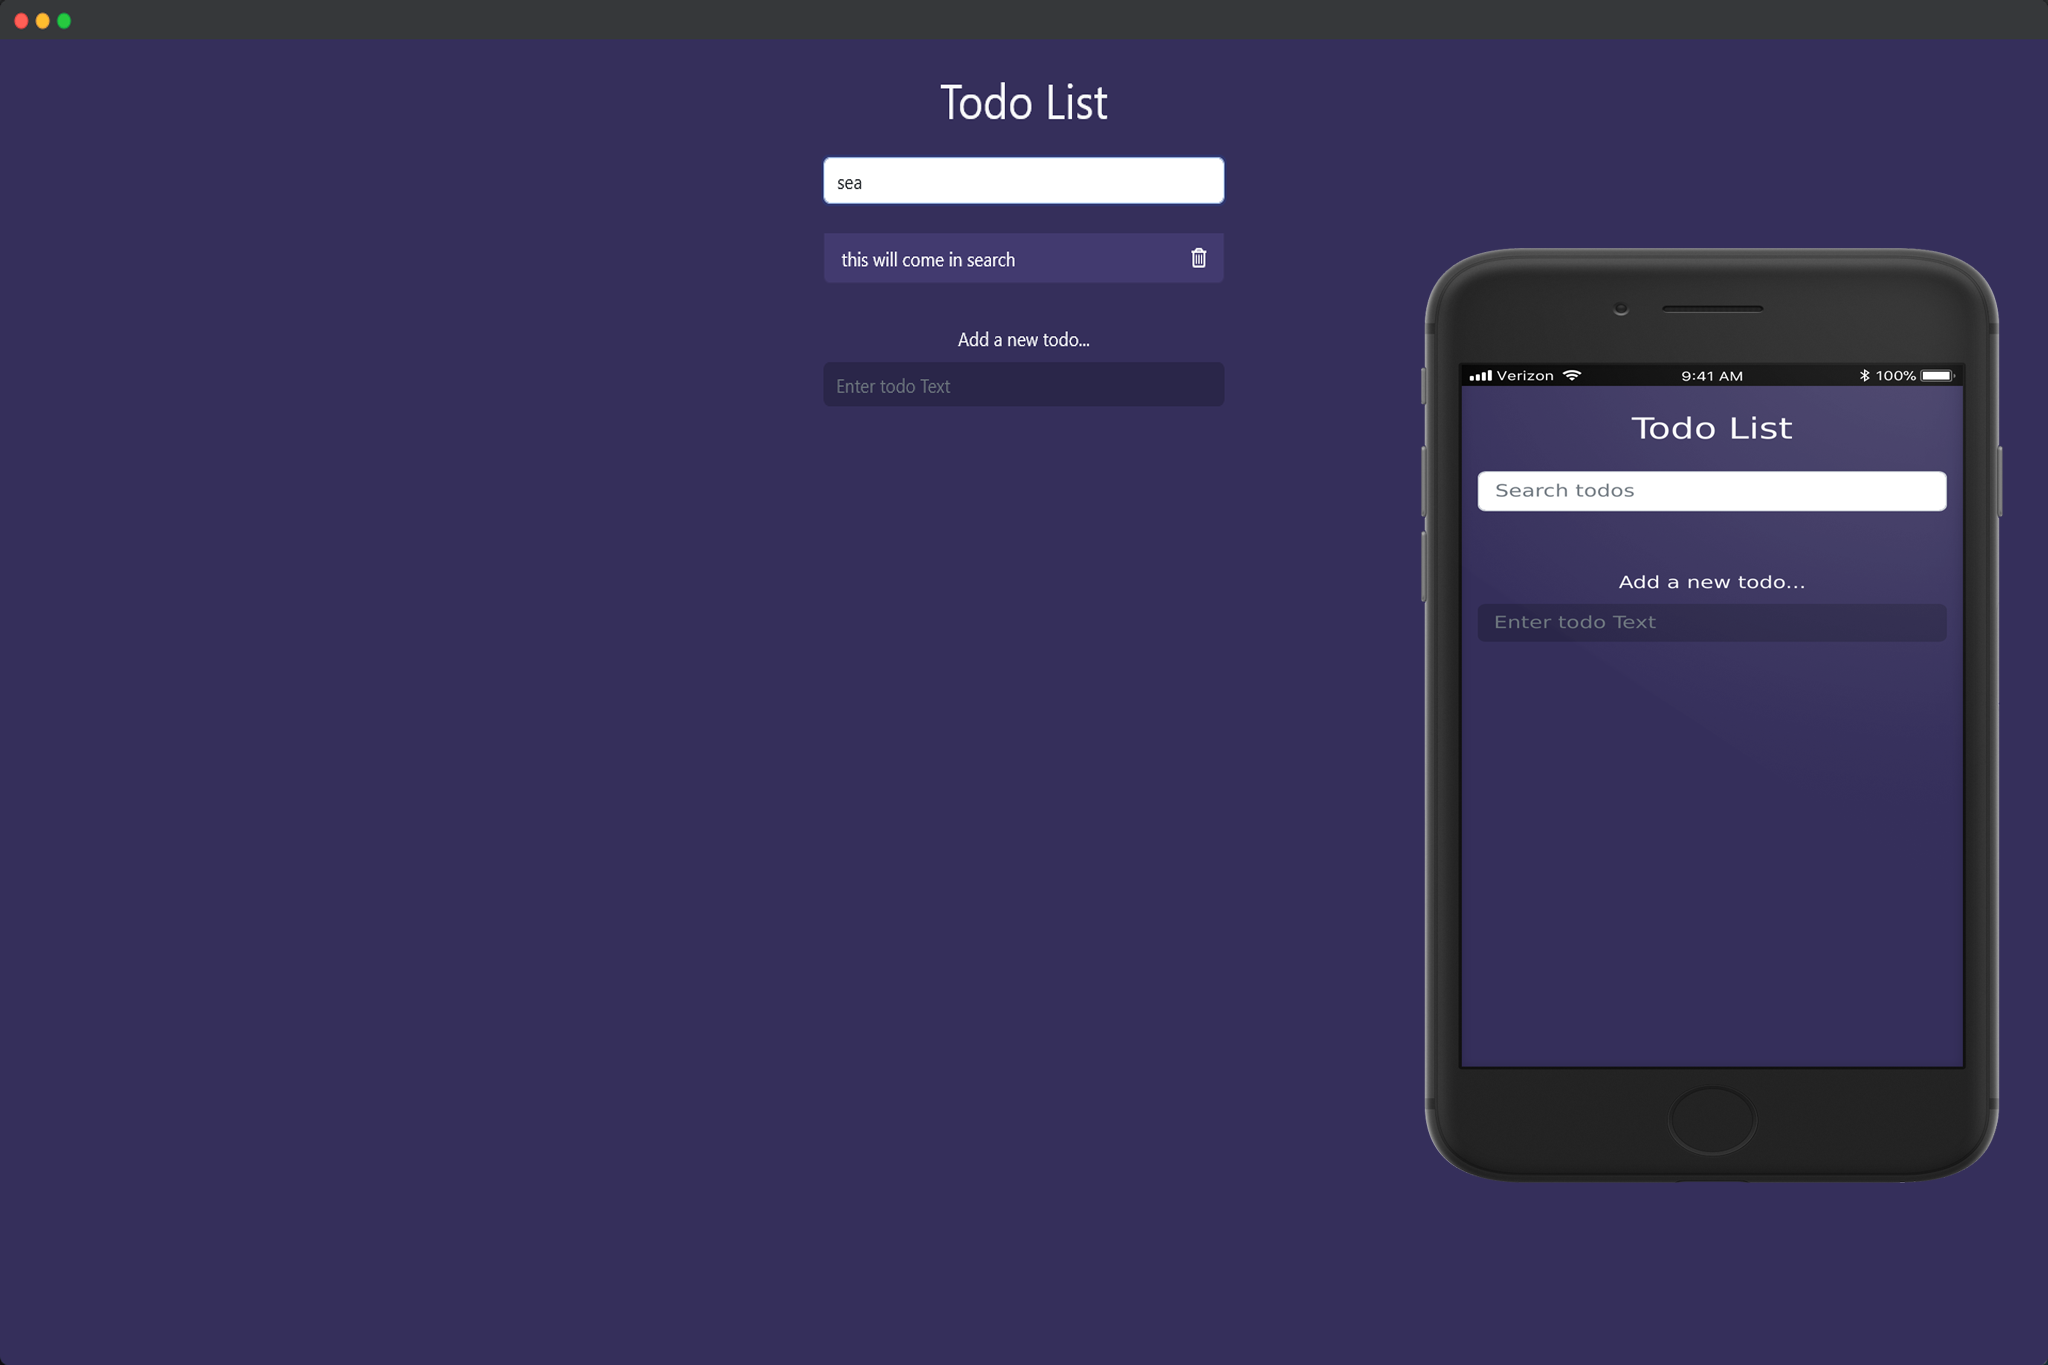 Todo List
sea
this will come in search
Add a new todo...
Enter todo Text
Verizon 9:41 AM 100%
Todo List
Search todos
Add a new todo...
Enter todo Text